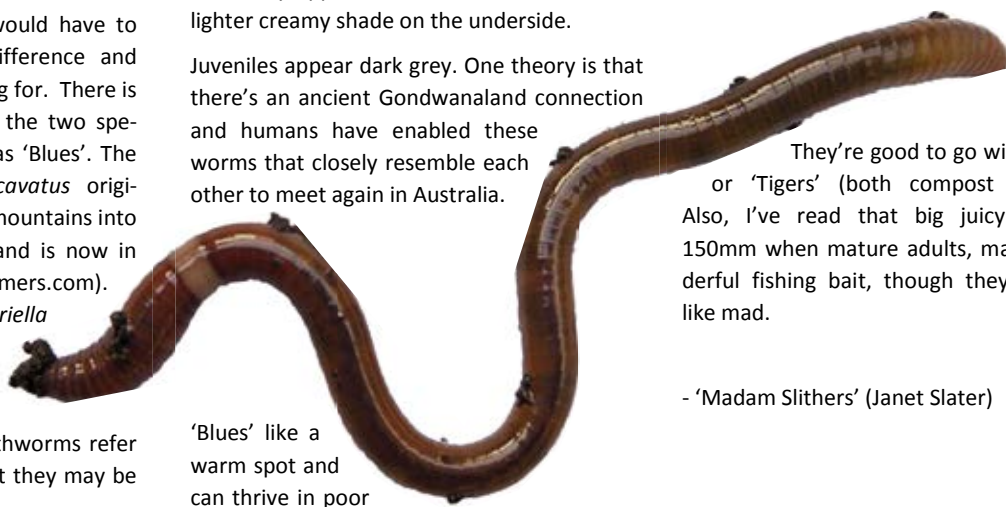 would have to
ifference and
g for. There is
the two spe-
as ‘Blues’. The
cavatus origi-
mountains into
and is now in
mers.com).
riella
thworms refer
t they may be
lighter creamy shade on the underside.
Juveniles appear dark grey. One theory is that
there’s an ancient Gondwanaland connection
and humans have enabled these
worms that closely resemble each
other to meet again in Australia.
‘Blues’ like a
warm spot and
can thrive in poor
They’re good to go wi
or ‘Tigers’ (both compost
Also, I’ve read that big juicy
150mm when mature adults, ma
derful fishing bait, though they
like mad.
- ‘Madam Slithers’ (Janet Slater)